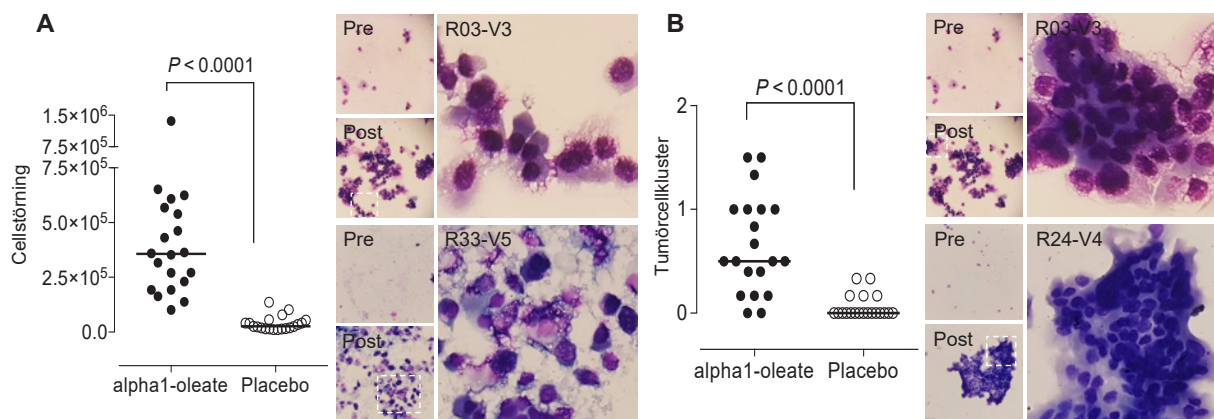 A
P < 0.0001
Cellstörning
1.5×10⁶
7.5×10⁵
7.5×10⁵
5.0×10⁵
2.5×10⁵
0.0
alpha1-oleate
Placebo
Pre
R03-V3
Post
Pre
R33-V5
Post
B
P < 0.0001
Tumörcellkluster
2
1
0
alpha1-oleate
Placebo
Pre
R03-V3
Post
Pre
R24-V4
Post